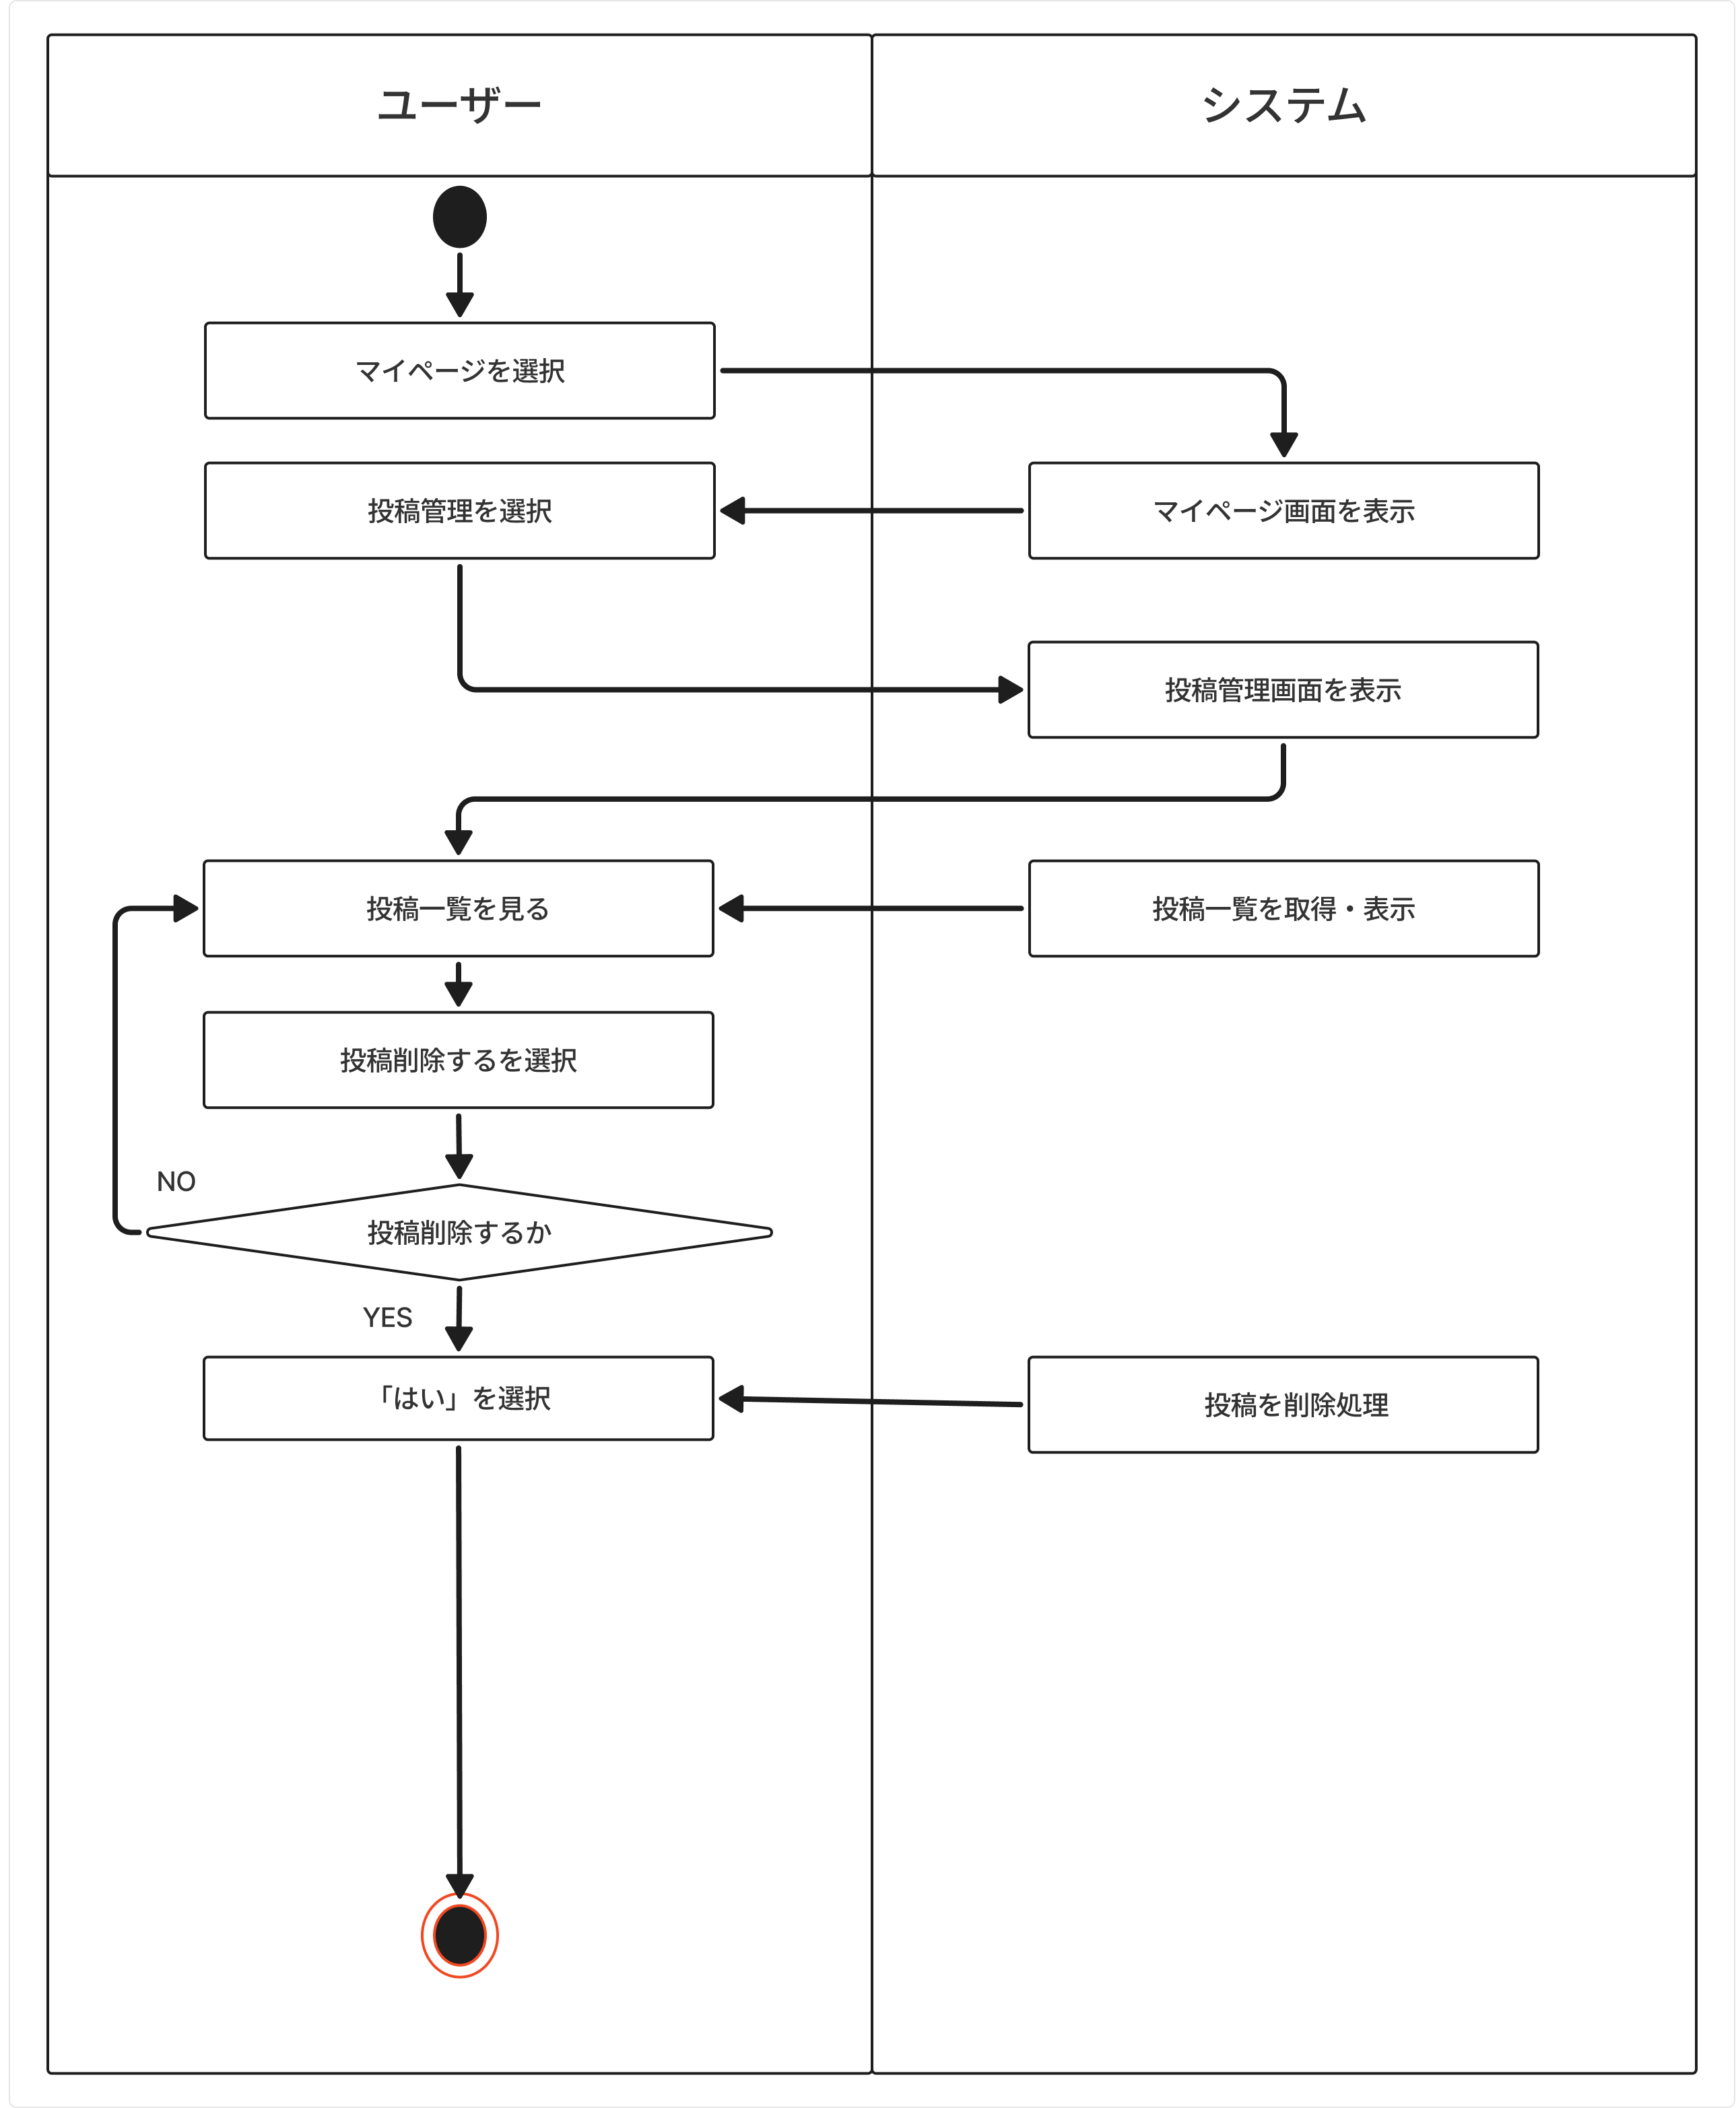 ユーザー
システム
マイページを選択
投稿管理を選択
マイページ画面を表示
投稿管理画面を表示
投稿一覧を見る
投稿一覧を取得・表示
投稿削除するを選択
NO
投稿削除するか
YES
「はい」を選択
投稿を削除処理